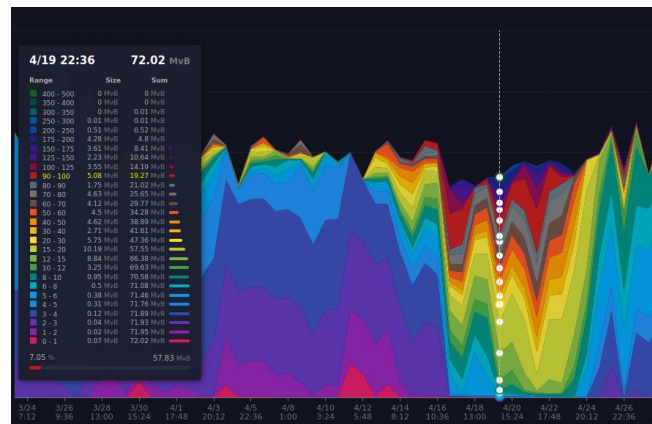 4/19 22:36 72.02 MvB
Range Size Sum
400 - 500 0 MvB 0 MvB
350 - 400 0 MvB 0 MvB
300 - 350 0 MvB 0.01 MvB
250 - 300 0.01 MvB 0.01 MvB
200 - 250 0.51 MvB 0.52 MvB
175 - 200 4.28 MvB 4.8 MvB
150 - 175 3.61 MvB 8.41 MvB
125 - 150 2.23 MvB 10.64 MvB
100 - 125 3.55 MvB 14.19 MvB
90 - 100 5.08 MvB 19.27 MvB
80 - 90 1.75 MvB 21.02 MvB
70 - 80 4.63 MvB 25.65 MvB
60 - 70 4.12 MvB 29.77 MvB
50 - 60 4.5 MvB 34.28 MvB
40 - 50 4.62 MvB 38.89 MvB
30 - 40 2.71 MvB 41.61 MvB
20 - 30 5.75 MvB 47.36 MvB
15 - 20 10.19 MvB 57.55 MvB
12 - 15 8.84 MvB 66.38 MvB
10 - 12 3.25 MvB 69.63 MvB
8 - 10 0.95 MvB 70.58 MvB
6 - 8 0.5 MvB 71.08 MvB
5 - 6 0.38 MvB 71.46 MvB
4 - 5 0.31 MvB 71.76 MvB
3 - 4 0.12 MvB 71.89 MvB
2 - 3 0.04 MvB 71.93 MvB
1 - 2 0.02 MvB 71.95 MvB
0 - 1 0.07 MvB 72.02 MvB
7.05 % 57.83 MvB
3/24 3/26 3/28 3/30 4/1 4/3 4/5 4/8 4/10 4/12 4/14 4/16 4/18 4/20 4/22 4/24 4/26
7:12 9:36 13:00 15:24 17:48 20:12 22:36 1:00 3:24 5:48 8:12 10:36 13:00 15:24 17:48 20:12 22:36